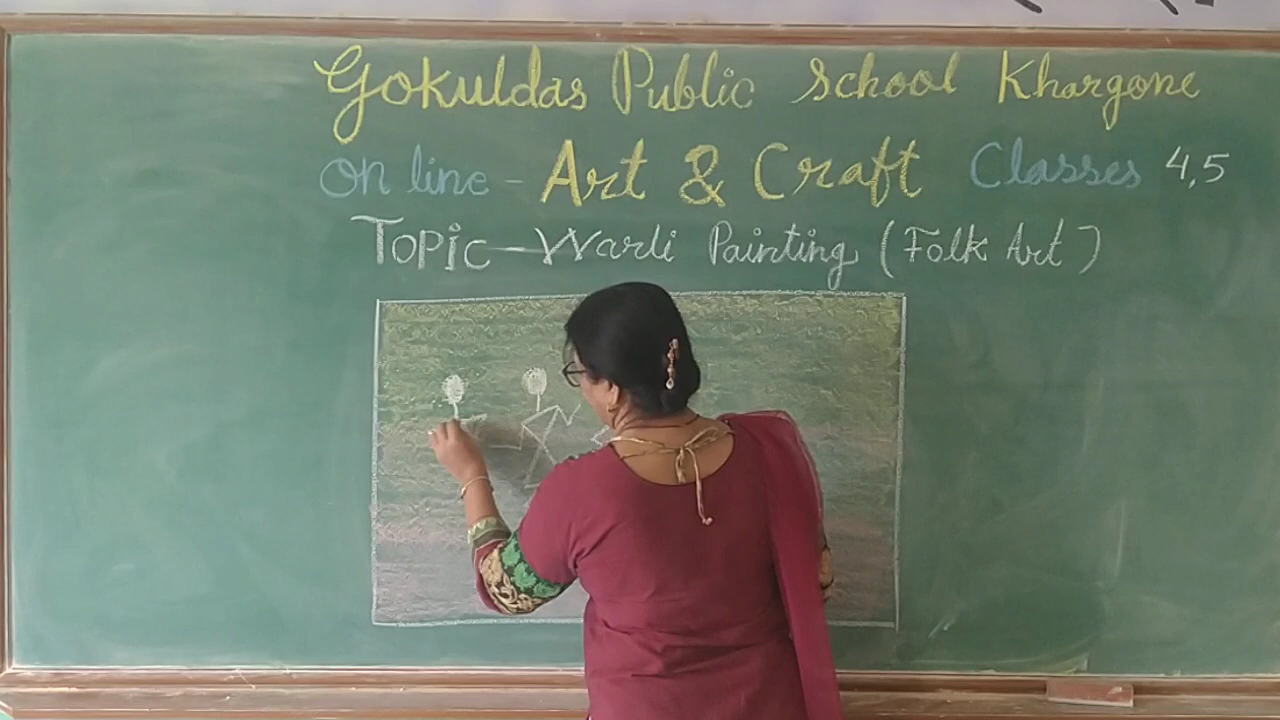 Gokuldas Public School Khargone
On line - Art & Craft Classes 4,5
Topic - Warli Painting (Folk Art)